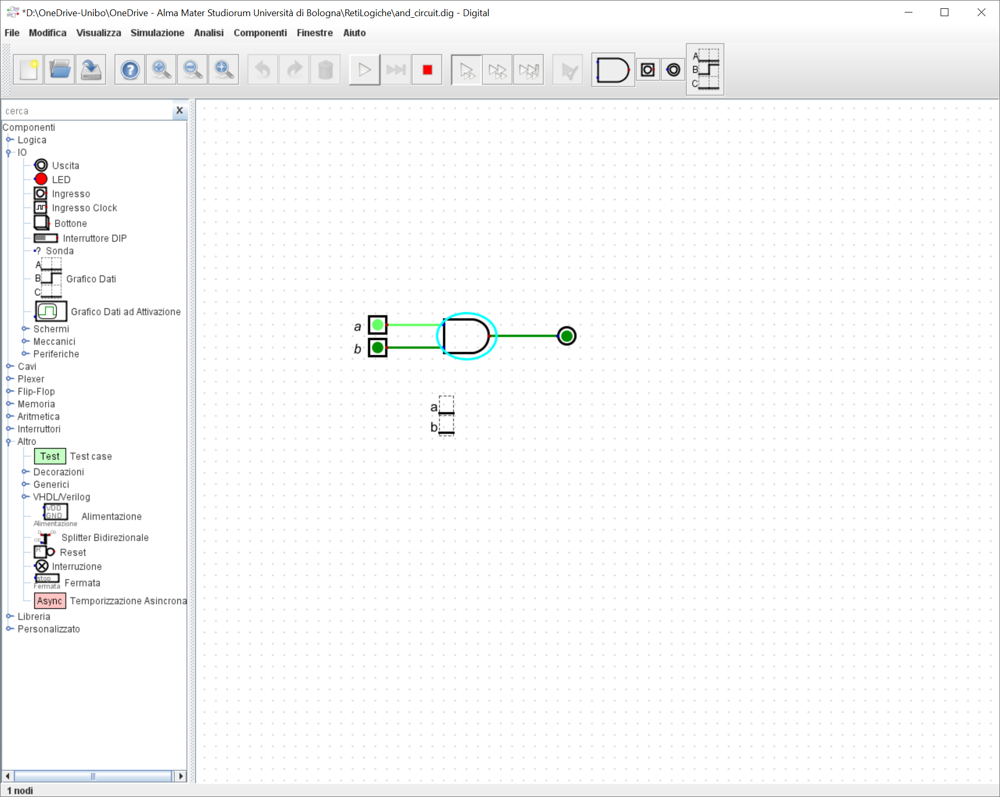 *D:\OneDrive-Unibo\OneDrive - Alma Mater Studiorum Università di Bologna\RetiLogiche\and_circuit.dig - Digital
File Modifica Visualizza Simulazione Analisi Componenti Finestre Aiuto
A
B
C
cerca X
Componenti
Logica
IO
Uscita
LED
Ingresso
Ingresso Clock
Bottone
Interruttore DIP
? Sonda
A
B Grafico Dati
C
Grafico Dati ad Attivazione
Schermi
Meccanici
Periferiche
Cavi
Plexer
Flip-Flop
Memoria
Aritmetica
Interruttori
Altro
Test Test case
Decorazioni
Generici
VHDL/Verilog
VDD
GND Alimentazione
Alimentazione
Splitter Bidirezionale
R Reset
Interruzione
stop Fermata
Fermata
Async Temporizzazione Asincrona
Libreria
Personalizzato
a
b
a
b
1 nodi